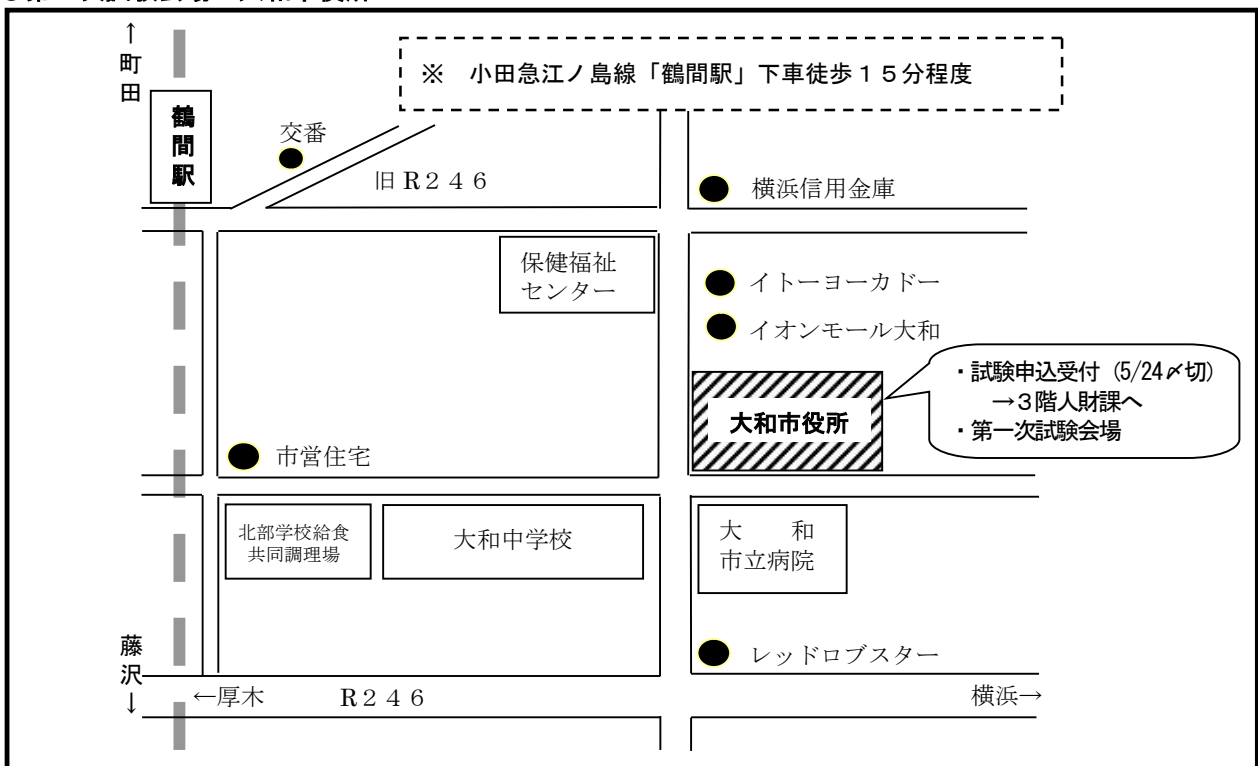 ↑
町
田
※ 小田急江ノ島線「鶴間駅」下車徒歩１５分程度
鶴
間
駅
交番
旧Ｒ２４６
横浜信用金庫
保健福祉
センター
イトーヨーカドー
イオンモール大和
・試験申込受付（5/24〆切）
→３階人財課へ
・第一次試験会場
大和市役所
市営住宅
北部学校給食
共同調理場
大和中学校
大　　和
市立病院
藤
沢
↓
レッドロブスター
←厚木
Ｒ２４６
横浜→